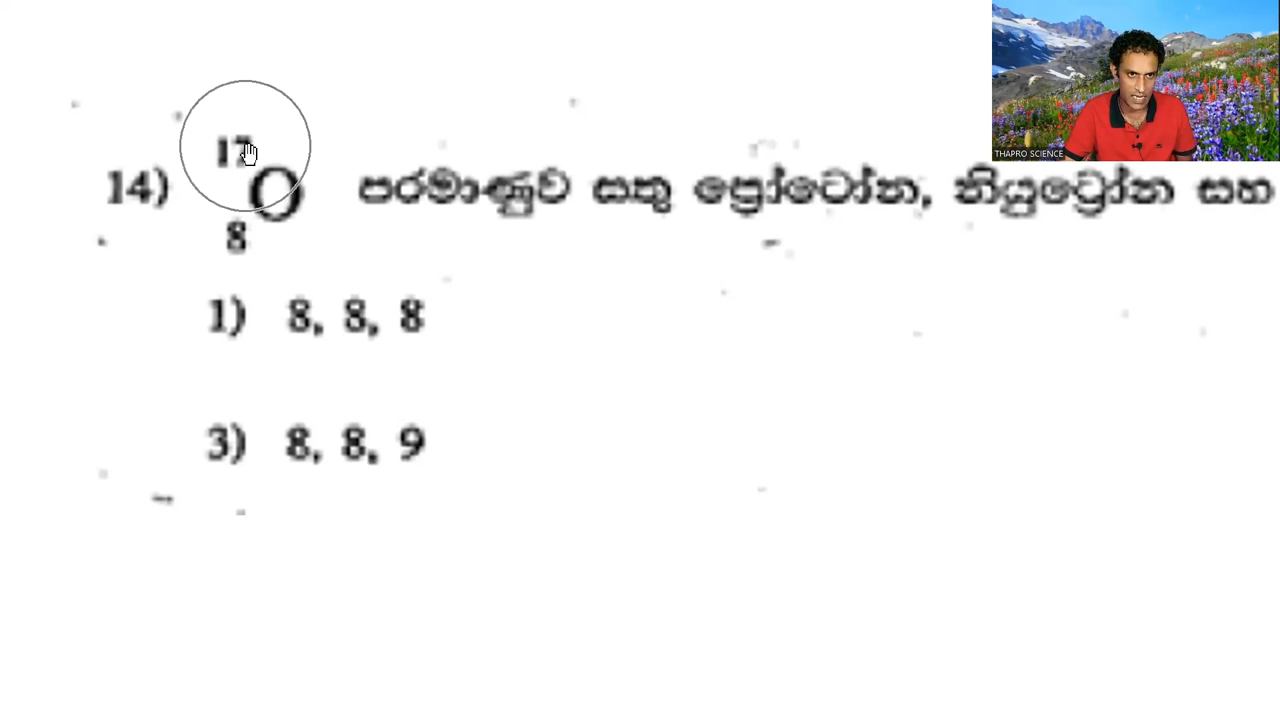 THAPRO SCIENCE
17
14) O පරමාණුව සතු ප්‍රෝටෝන, නියුට්‍රෝන සහ
8
1) 8, 8, 8
3) 8, 8, 9